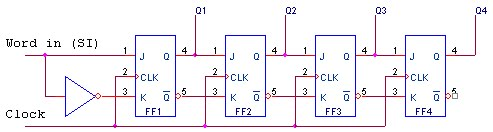 Q1 Q2 Q3 Q4
Word in (SI) 1 J Q 4 1 J Q 4 1 J Q 4 1 J Q 4
2 CLK 2 CLK 2 CLK 2 CLK
3 K Q 5 3 K Q 5 3 K Q 5 3 K Q 5
Clock FF1 FF2 FF3 FF4